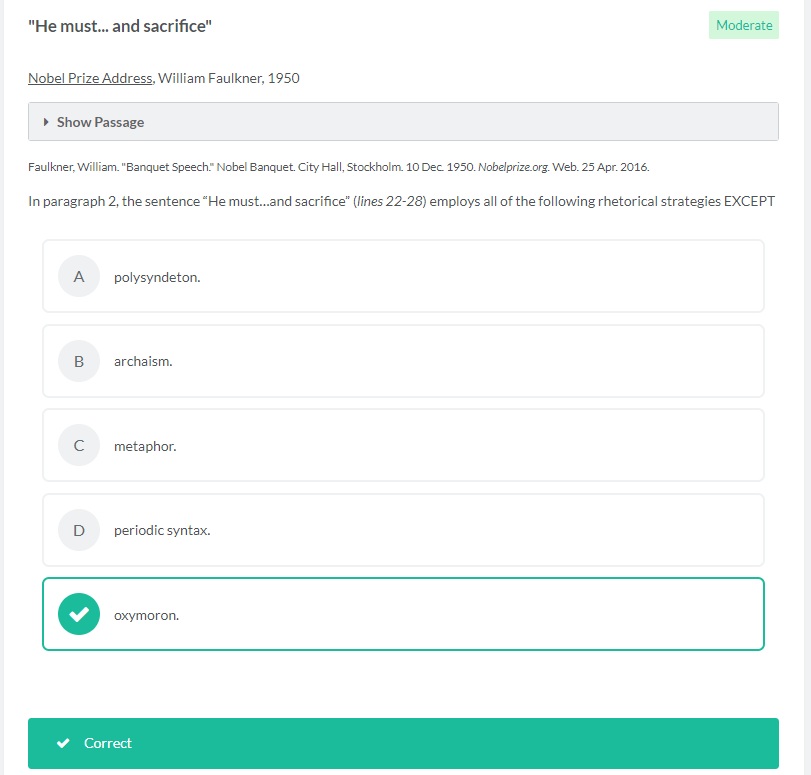 "He must... and sacrifice"
Moderate
Nobel Prize Address, William Faulkner, 1950
Show Passage
Faulkner, William. "Banquet Speech." Nobel Banquet. City Hall, Stockholm. 10 Dec. 1950. Nobelprize.org. Web. 25 Apr. 2016.
In paragraph 2, the sentence “He must...and sacrifice” (lines 22-28) employs all of the following rhetorical strategies EXCEPT
A polysyndeton.
B archaism.
C metaphor.
D periodic syntax.
oxymoron.
Correct